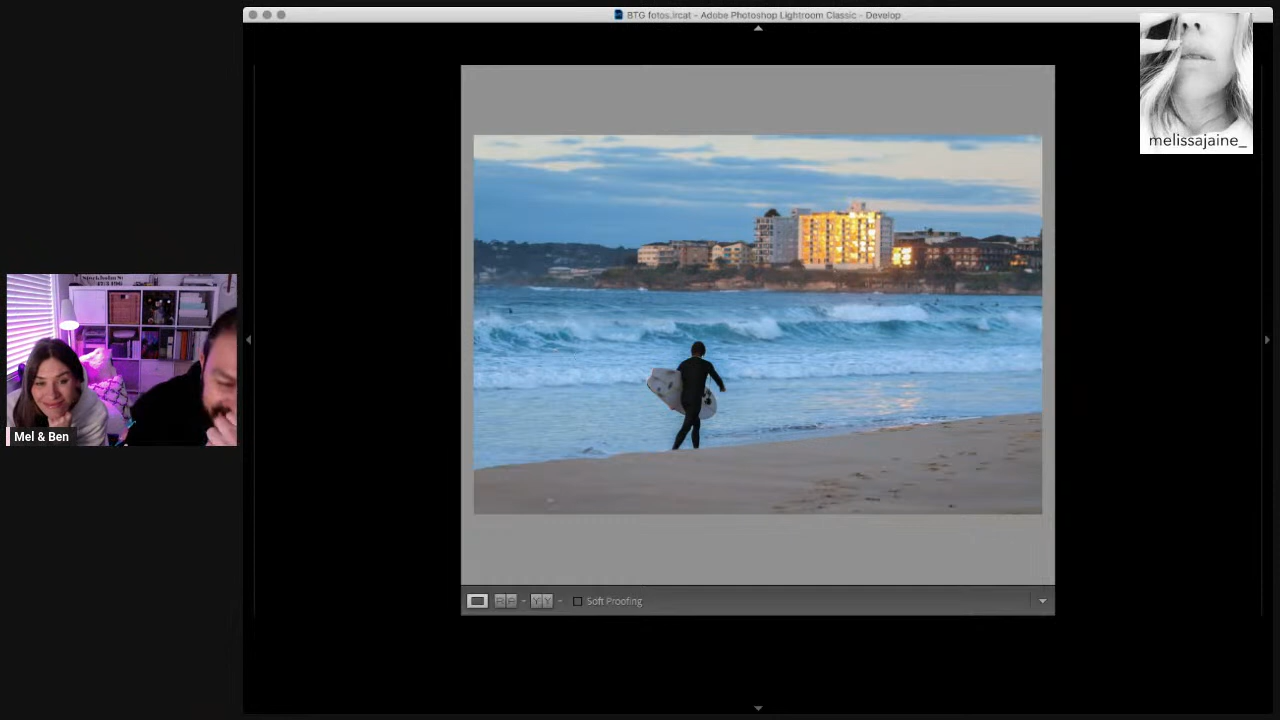 BTG fotos.lrcat - Adobe Photoshop Lightroom Classic - Develop
melissajaine_
Mel & Ben
Soft Proofing